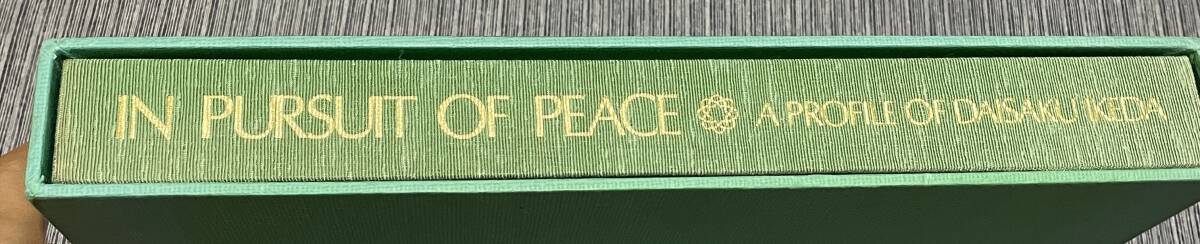 IN PURSUIT OF PEACE A PROFILE OF DAISAKU IKEDA